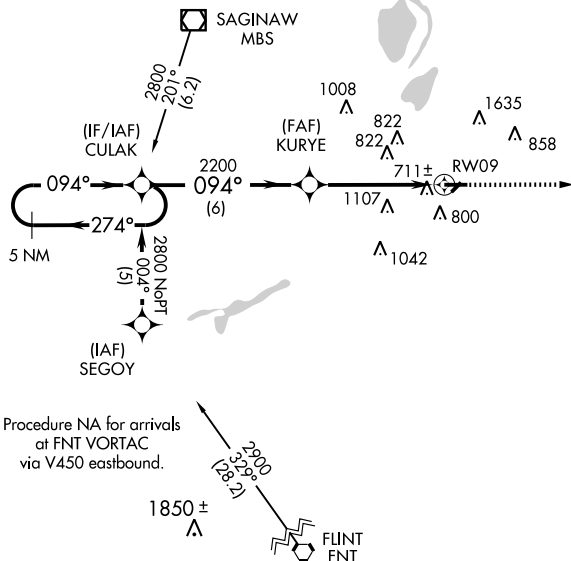 SAGINAW
MBS
2800
201°
(6.2)
1008
1635
822
822
858
(IF/IAF)
CULAK
(FAF)
KURYE
2200
094°
094°
(6)
711±
RW09
1107
800
274°
5 NM
2800 NoPT
004°
(5)
1042
(IAF)
SEGOY
Procedure NA for arrivals
at FNT VORTAC
via V450 eastbound.
2900
329°
(28.2)
1850 ±
FLINT
FNT